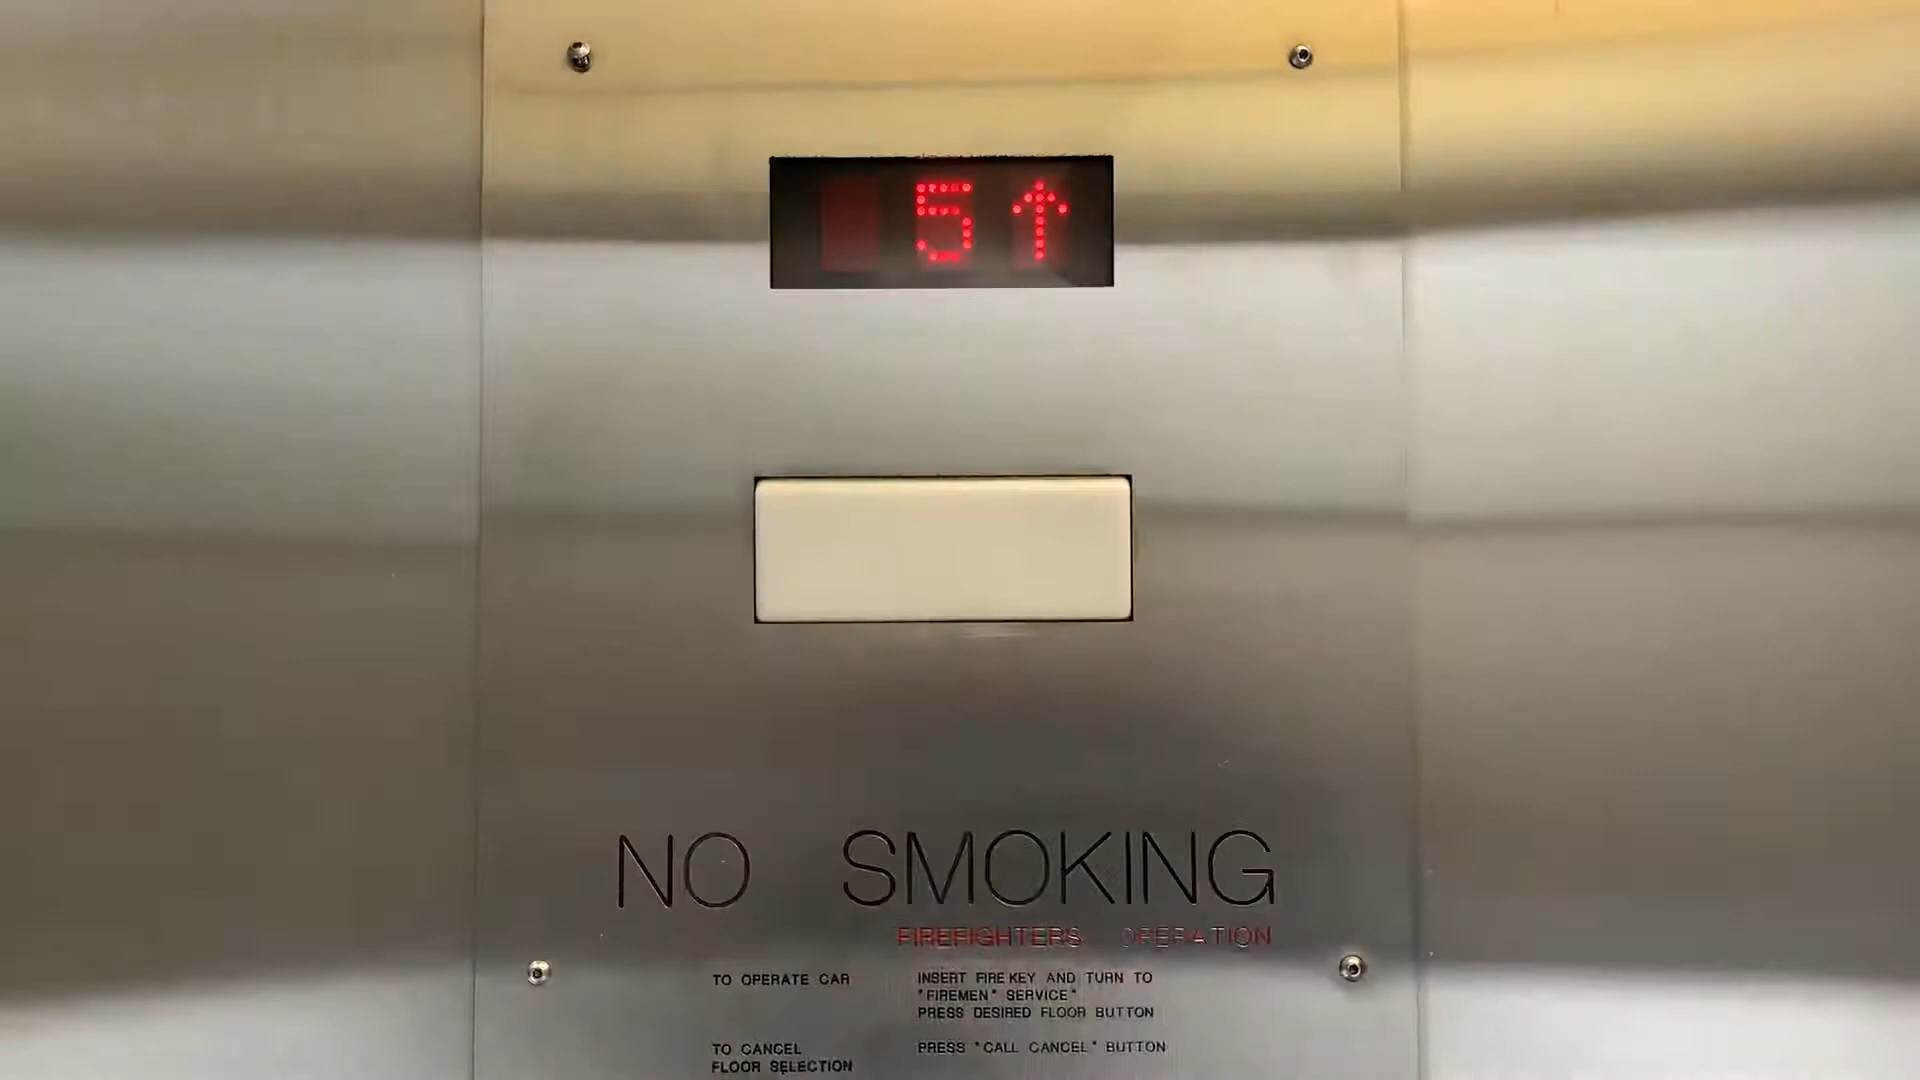 5↑
NO SMOKING
FIREFIGHTERS OPERATION
TO OPERATE CAR
INSERT FIRE KEY AND TURN TO
"FIREMEN" SERVICE"
PRESS DESIRED FLOOR BUTTON
TO CANCEL
FLOOR SELECTION
PRESS "CALL CANCEL" BUTTON